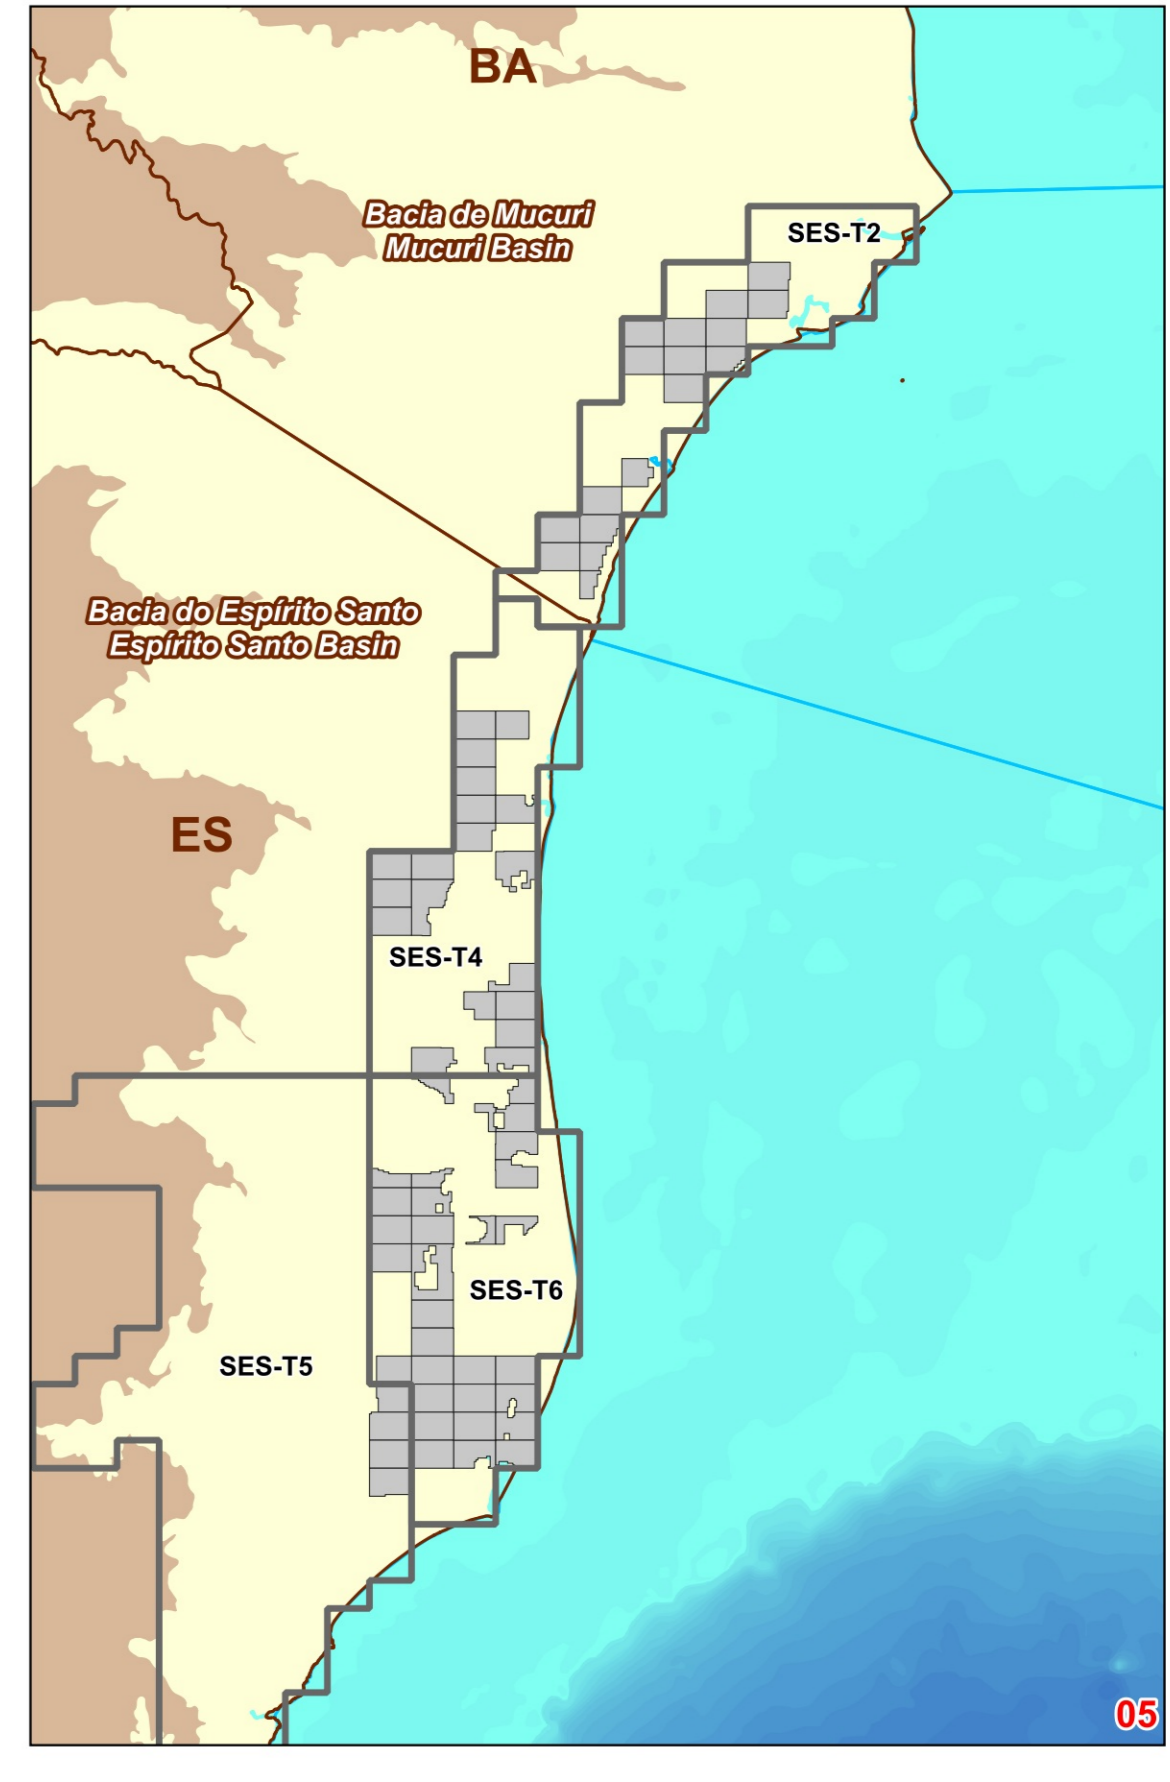 BA
Bacia de Mucuri
Mucuri Basin
SES-T2
Bacia do Espírito Santo
Espírito Santo Basin
ES
SES-T4
SES-T6
SES-T5
05